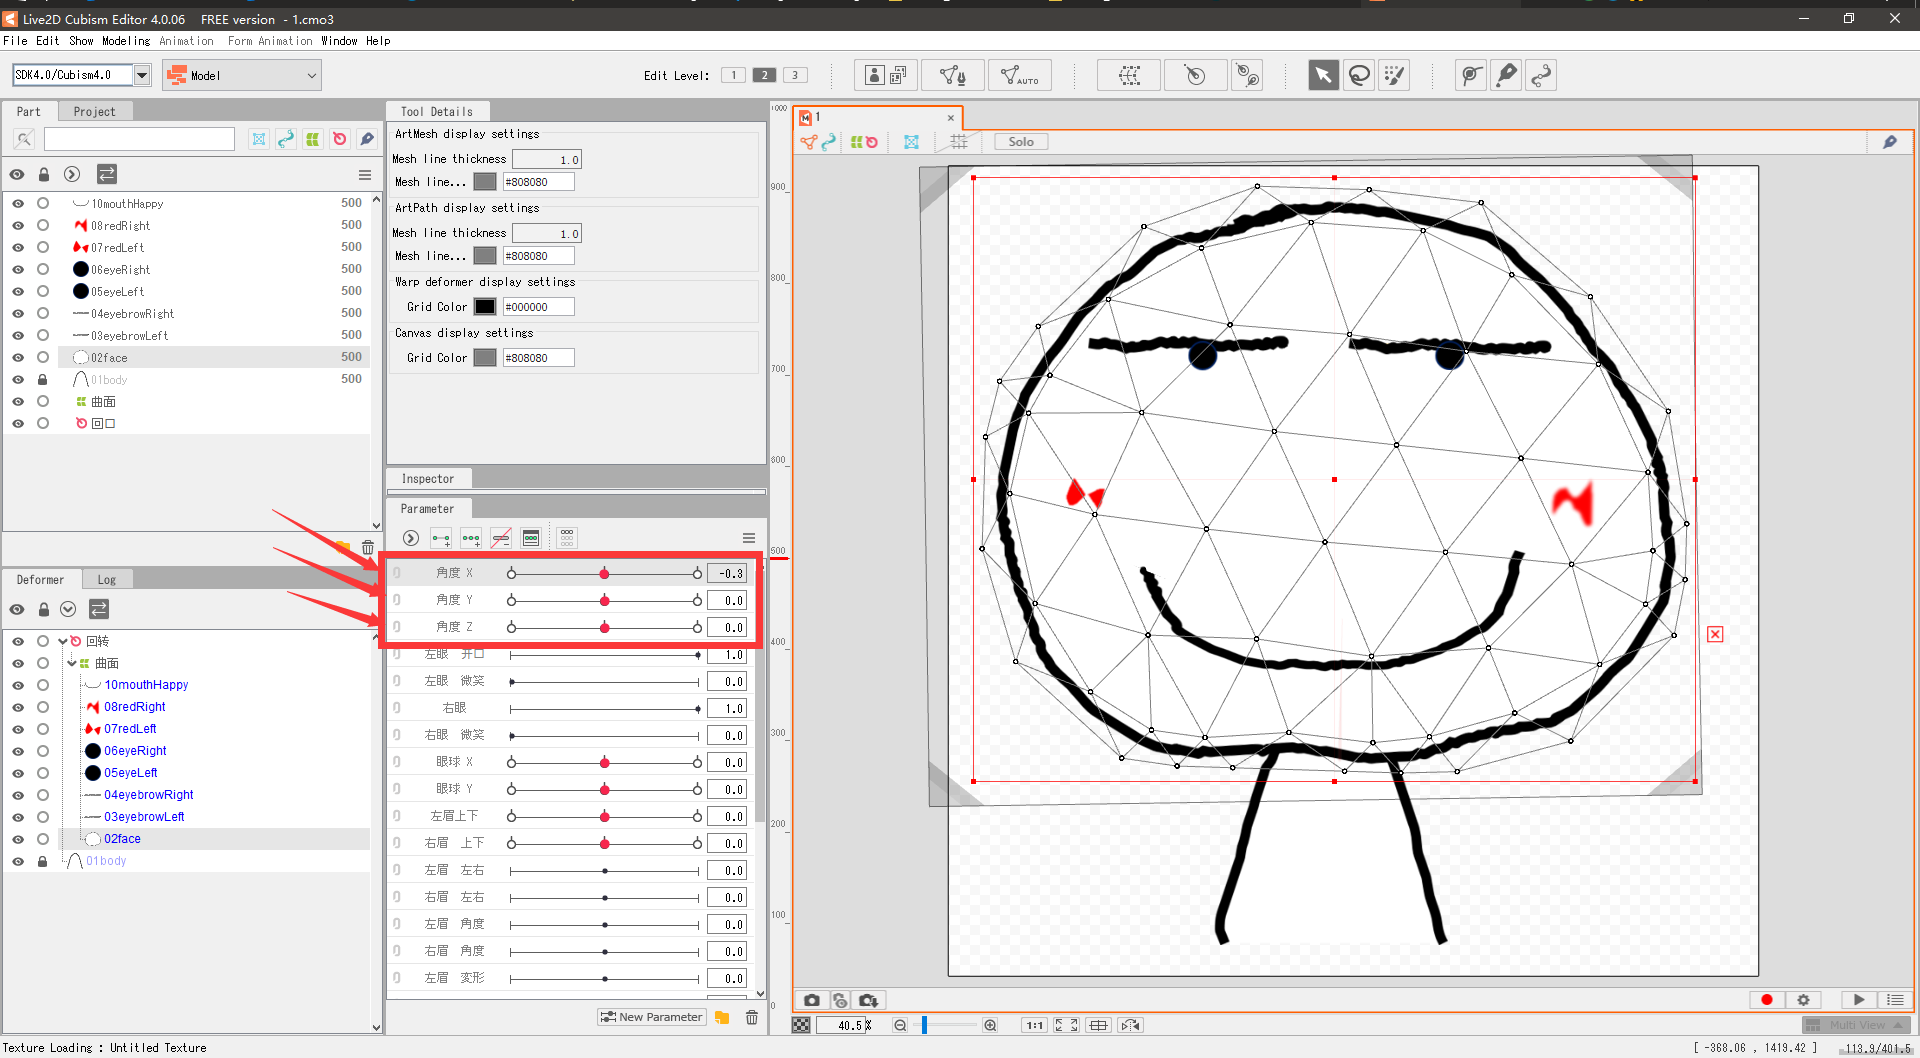 Live2D Cubism Editor 4.0.06 FREE version - 1.cmo3
File Edit Show Modeling Animation Form Animation Window Help
SDK4.0/Cubism4.0
Model
Edit Level: 1 2 3
AUTO
Part Project
10mouthHappy 500
08redRight 500
07redLeft 500
06eyeRight 500
05eyeLeft 500
04eyebrowRight 500
03eyebrowLeft 500
02face 500
01body 500
曲面
回口
Deformer Log
回转
曲面
10mouthHappy
08redRight
07redLeft
06eyeRight
05eyeLeft
04eyebrowRight
03eyebrowLeft
02face
01body
Tool Details
ArtMesh display settings
Mesh line thickness 1.0
Mesh line... #808080
ArtPath display settings
Mesh line thickness 1.0
Mesh line... #808080
Warp deformer display settings
Grid Color #000000
Canvas display settings
Grid Color #808080
Inspector
Parameter
角度 X -0.3
角度 Y 0.0
角度 Z 0.0
左眼 开口 1.0
左眼 微笑 0.0
右眼 1.0
右眼 微笑 0.0
眼球 X 0.0
眼球 Y 0.0
左眉上下 0.0
右眉 上下 0.0
左眉 左右 0.0
右眉 左右 0.0
左眉 角度 0.0
右眉 角度 0.0
左眉 変形 0.0
New Parameter
1000
900
800
700
600
500
400
300
200
100
0
M 1
Solo
40.5 %
1:1
Multi View
Texture Loading : Untitled Texture
[ -368.06 , 1419.42 ]
113.9/401.5